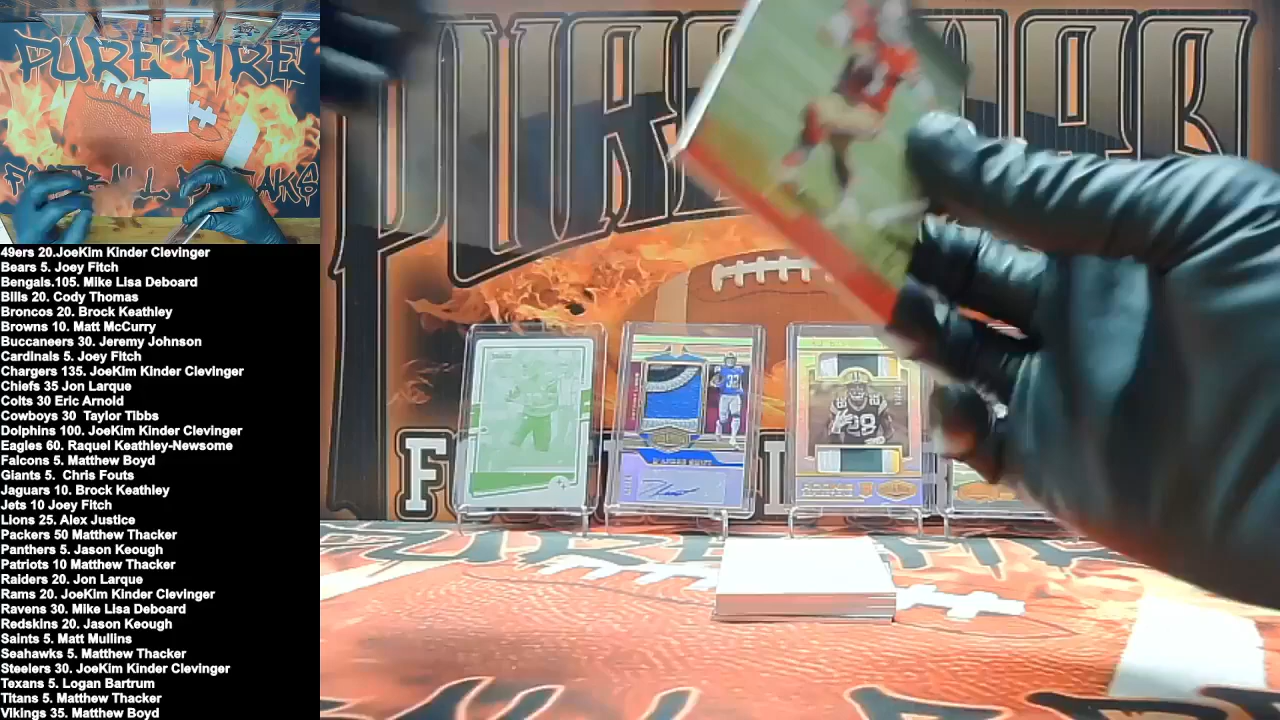 PURE FIRE
FOOTBALL BREAKS
49ers 20.JoeKim Kinder Clevinger
Bears 5. Joey Fitch
Bengals.105. Mike Lisa Deboard
Bills 20. Cody Thomas
Broncos 20. Brock Keathley
Browns 10. Matt McCurry
Buccaneers 30. Jeremy Johnson
Cardinals 5. Joey Fitch
Chargers 135. JoeKim Kinder Clevinger
Chiefs 35 Jon Larque
Colts 30 Eric Arnold
Cowboys 30 Taylor Tibbs
Dolphins 100. JoeKim Kinder Clevinger
Eagles 60. Raquel Keathley-Newsome
Falcons 5. Matthew Boyd
Giants 5. Chris Fouts
Jaguars 10. Brock Keathley
Jets 10 Joey Fitch
Lions 25. Alex Justice
Packers 50 Matthew Thacker
Panthers 5. Jason Keough
Patriots 10 Matthew Thacker
Raiders 20. Jon Larque
Rams 20. JoeKim Kinder Clevinger
Ravens 30. Mike Lisa Deboard
Redskins 20. Jason Keough
Saints 5. Matt Mullins
Seahawks 5. Matthew Thacker
Steelers 30. JoeKim Kinder Clevinger
Texans 5. Logan Bartrum
Titans 5. Matthew Thacker
Vikings 35. Matthew Boyd